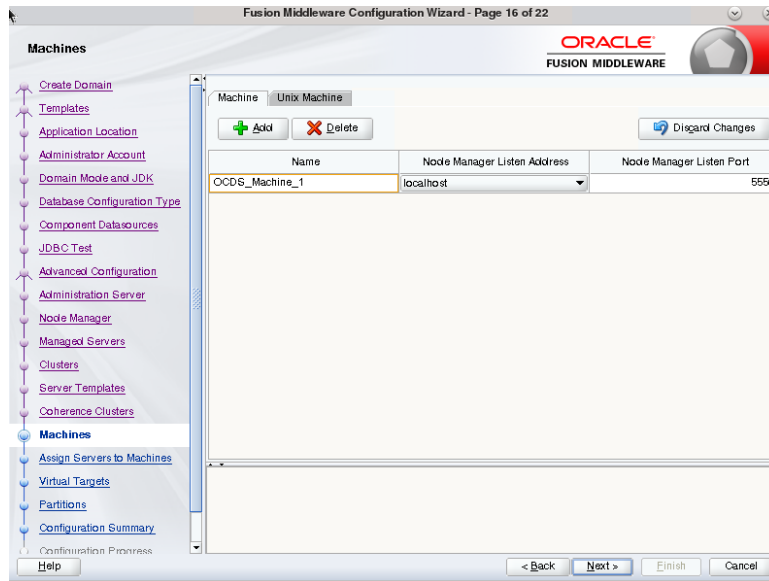 Fusion Middleware Configuration Wizard - Page 16 of 22
Machines
ORACLE
FUSION MIDDLEWARE
Create Domain
Templates
Application Location
Administrator Account
Domain Mode and JDK
Database Configuration Type
Component Datasources
JDBC Test
Advanced Configuration
Administration Server
Node Manager
Managed Servers
Clusters
Server Templates
Coherence Clusters
Machines
Assign Servers to Machines
Virtual Targets
Partitions
Configuration Summary
Configuration Progress
Machine Unix Machine
Add Delete Discard Changes
Name Node Manager Listen Address Node Manager Listen Port
OCDS_Machine_1 localhost
Help < Back Next > Finish Cancel